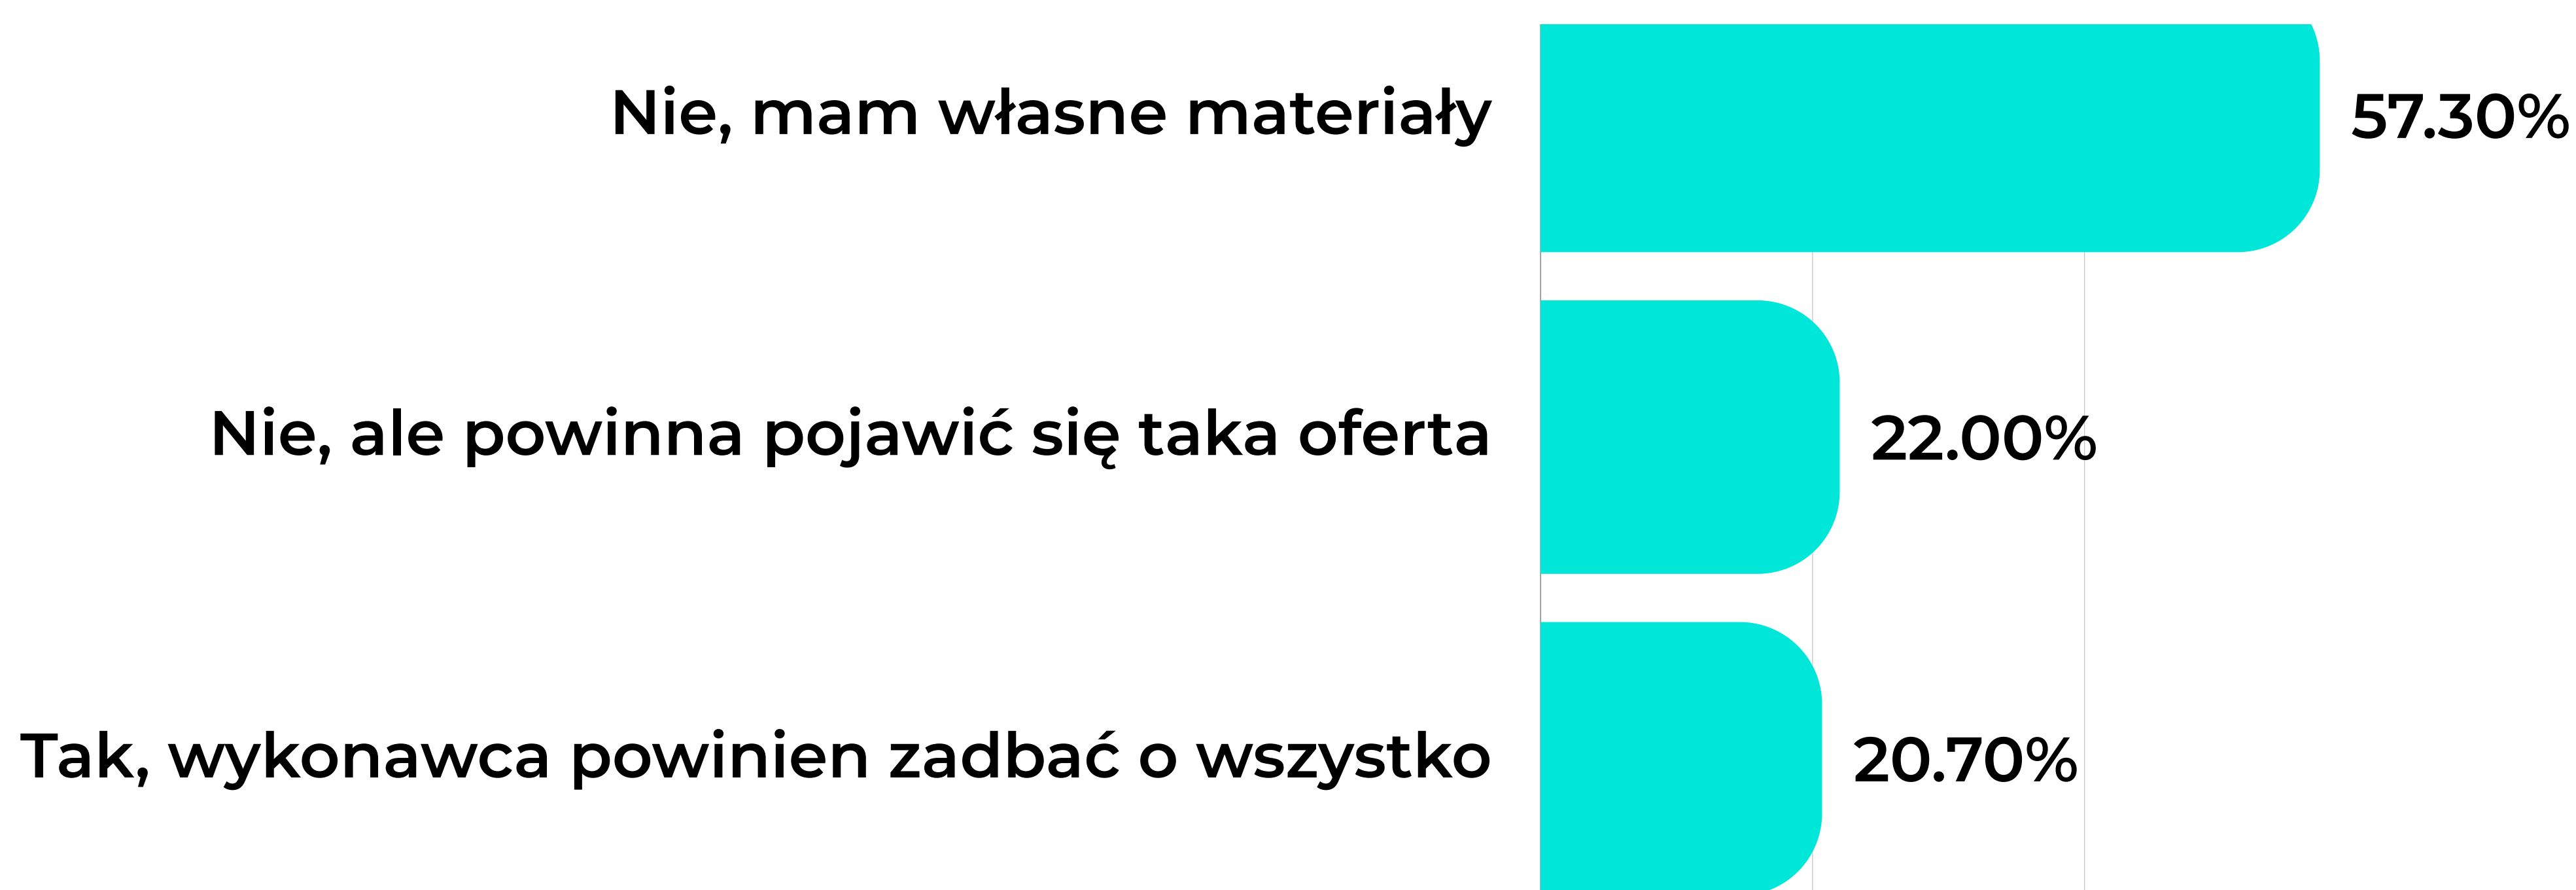 Nie, mam własne materiały
57.30%
Nie, ale powinna pojawić się taka oferta
22.00%
Tak, wykonawca powinien zadbać o wszystko
20.70%